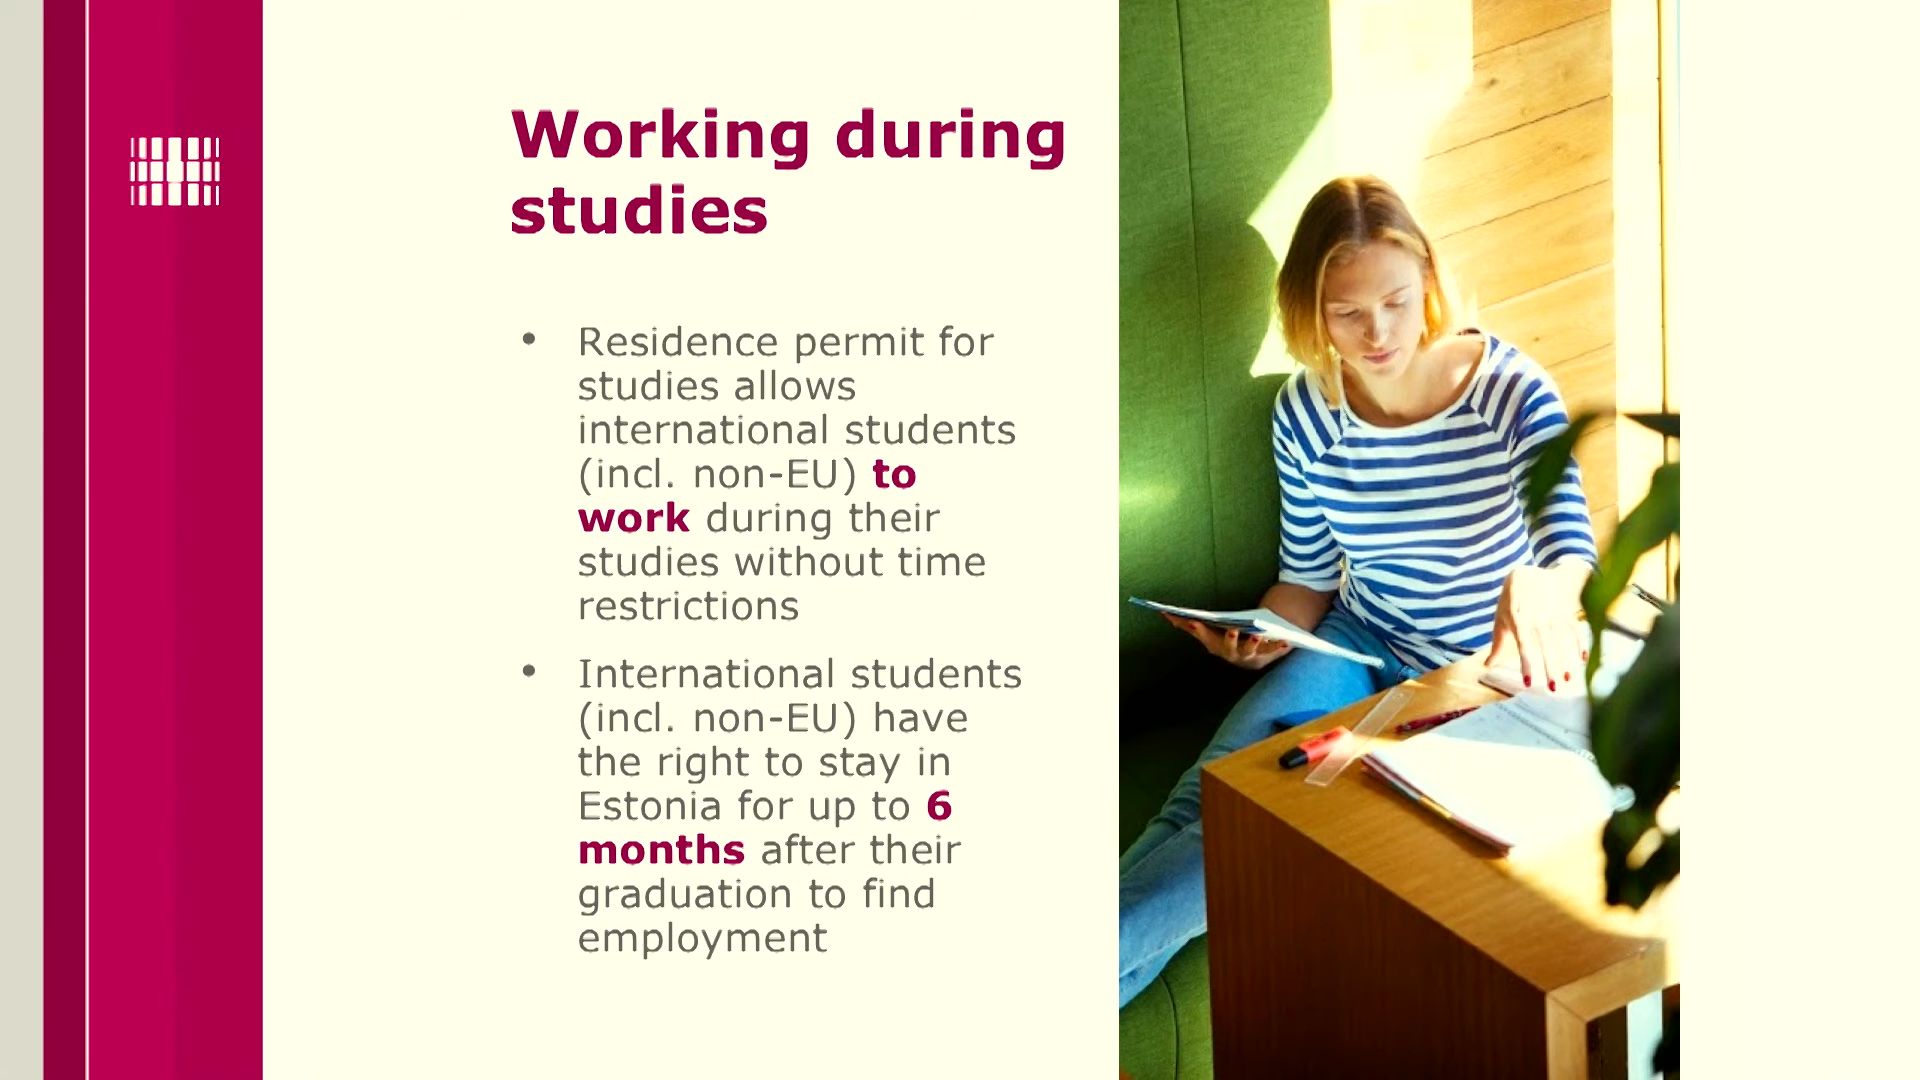 Working during
studies
• Residence permit for
studies allows
international students
(incl. non-EU) to
work during their
studies without time
restrictions
• International students
(incl. non-EU) have
the right to stay in
Estonia for up to 6
months after their
graduation to find
employment